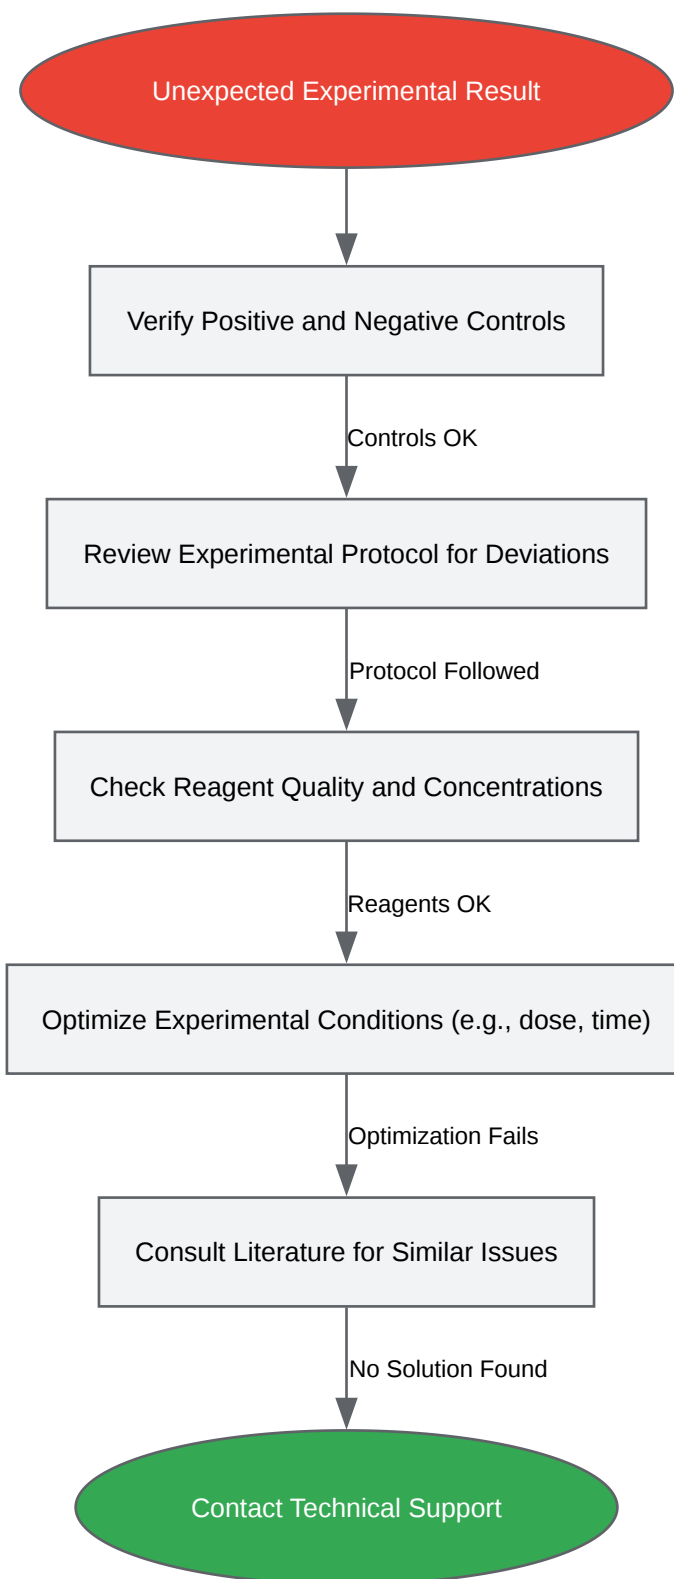 Unexpected Experimental Result
Verify Positive and Negative Controls
Controls OK
Review Experimental Protocol for Deviations
Protocol Followed
Check Reagent Quality and Concentrations
Reagents OK
Optimize Experimental Conditions (e.g., dose, time)
Optimization Fails
Consult Literature for Similar Issues
No Solution Found
Contact Technical Support